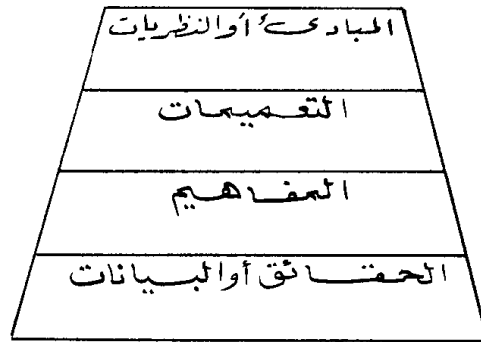 المبادئ أو النظريات
التعميمات
المفاهيم
الحقائق أو البيانات